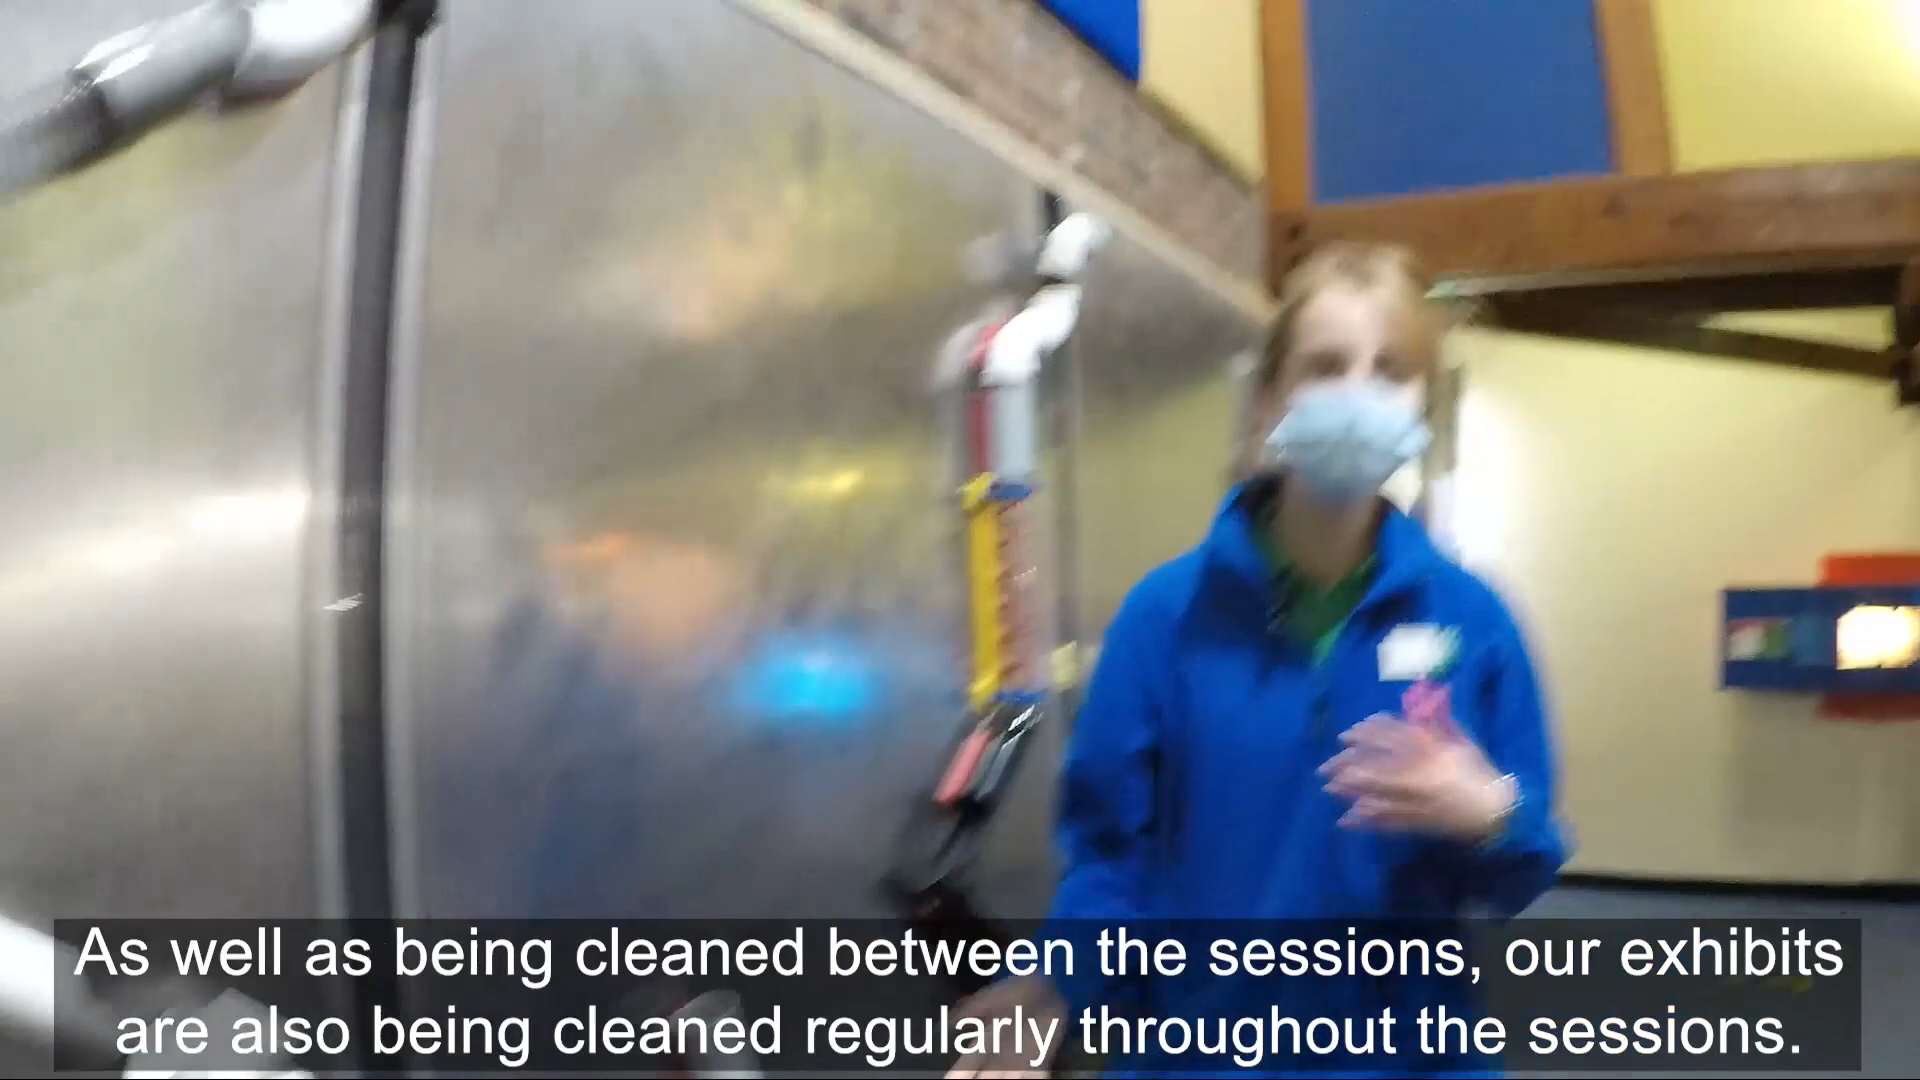 As well as being cleaned between the sessions, our exhibits
are also being cleaned regularly throughout the sessions.